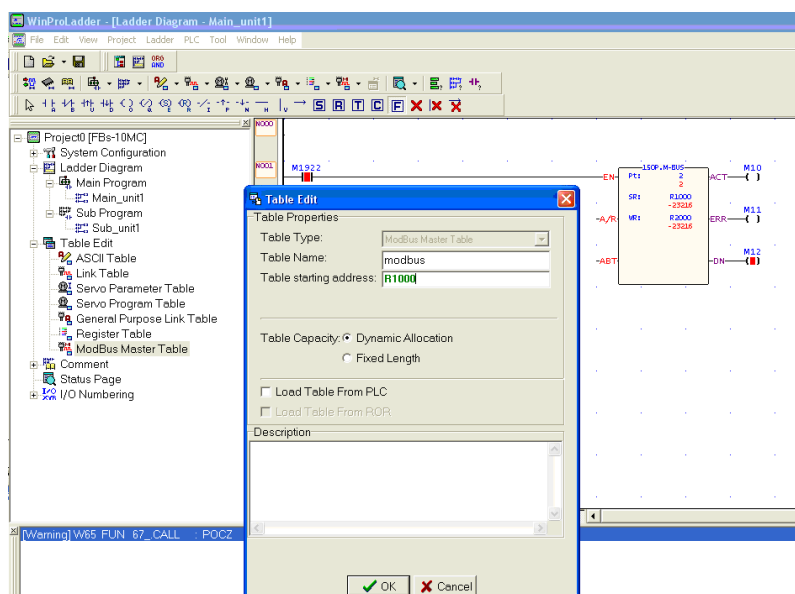 WinProLadder - [Ladder Diagram - Main_unit1]
File Edit View Project Ladder PLC Tool Window Help
ORG
AND
S R T C F
Project0 [FBs-10MC]
System Configuration
Ladder Diagram
Main Program
Main_unit1
Sub Program
Sub_unit1
Table Edit
ASCII Table
Link Table
Servo Parameter Table
Servo Program Table
General Purpose Link Table
Register Table
ModBus Master Table
Comment
Status Page
I/O Numbering
N000
N001
M1922
EN
A/R
ABT
150P.M-BUS
Pt: 2
2
SR: R1000
-23216
WR: R2000
-23216
ACT
ERR
DN
M10
M11
M12
Table Edit
Table Properties
Table Type: ModBus Master Table
Table Name: modbus
Table starting address: R1000
Table Capacity: Dynamic Allocation
Fixed Length
Load Table From PLC
Load Table From ROR
Description
OK Cancel
[Warning] W65 FUN 67_CALL : POCZ